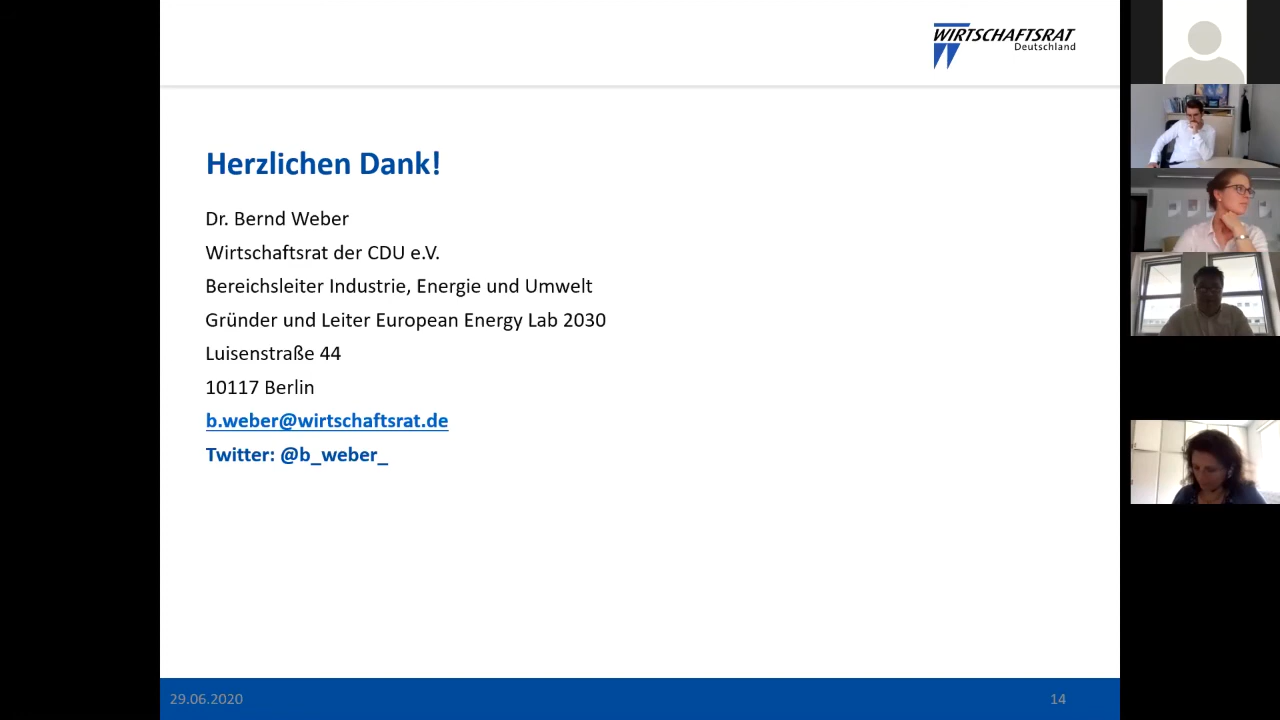 WIRTSCHAFTSRAT
Deutschland
Herzlichen Dank!
Dr. Bernd Weber
Wirtschaftsrat der CDU e.V.
Bereichsleiter Industrie, Energie und Umwelt
Gründer und Leiter European Energy Lab 2030
Luisenstraße 44
10117 Berlin
b.weber@wirtschaftsrat.de
Twitter: @b_weber_
29.06.2020
14